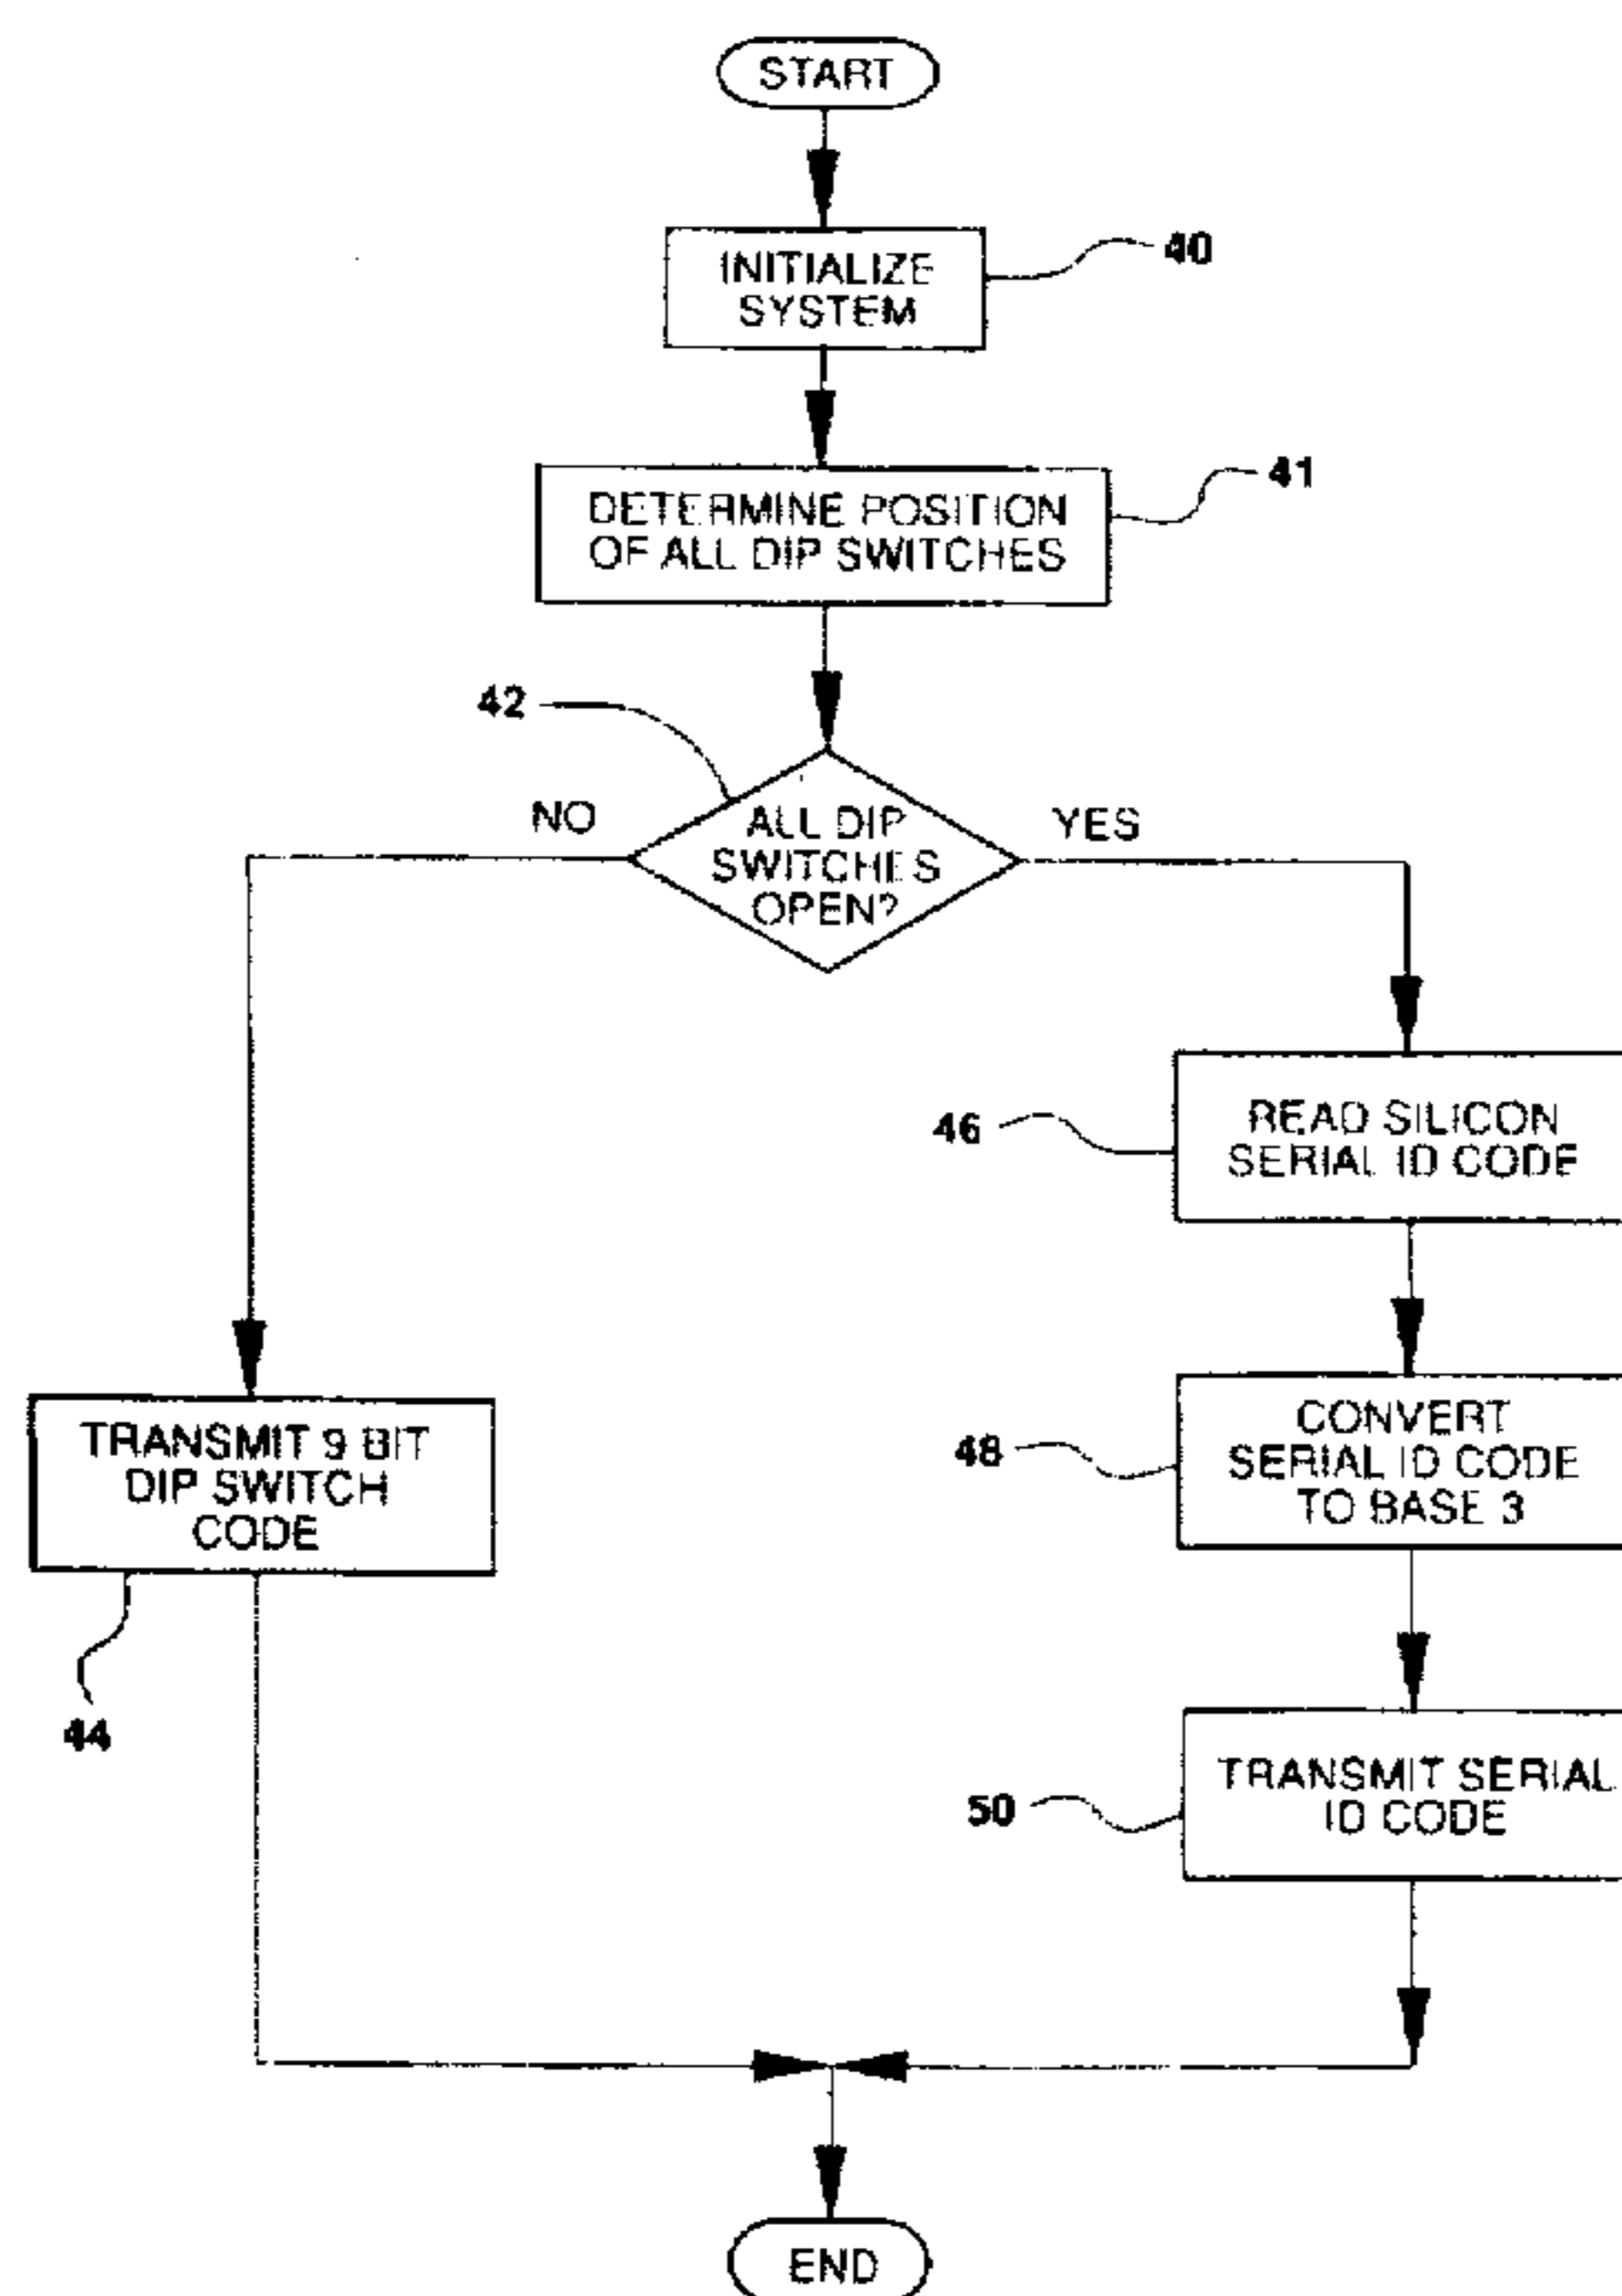 START
INITIALIZE
SYSTEM
40
DETERMINE POSITION
OF ALL DIP SWITCHES
41
42
NO
ALL DIP
SWITCHES
OPEN?
YES
READ SILICON
SERIAL ID CODE
46
TRANSMIT 9 BIT
DIP SWITCH
CODE
44
CONVERT
SERIAL ID CODE
TO BASE 3
48
TRANSMIT SERIAL
ID CODE
50
END